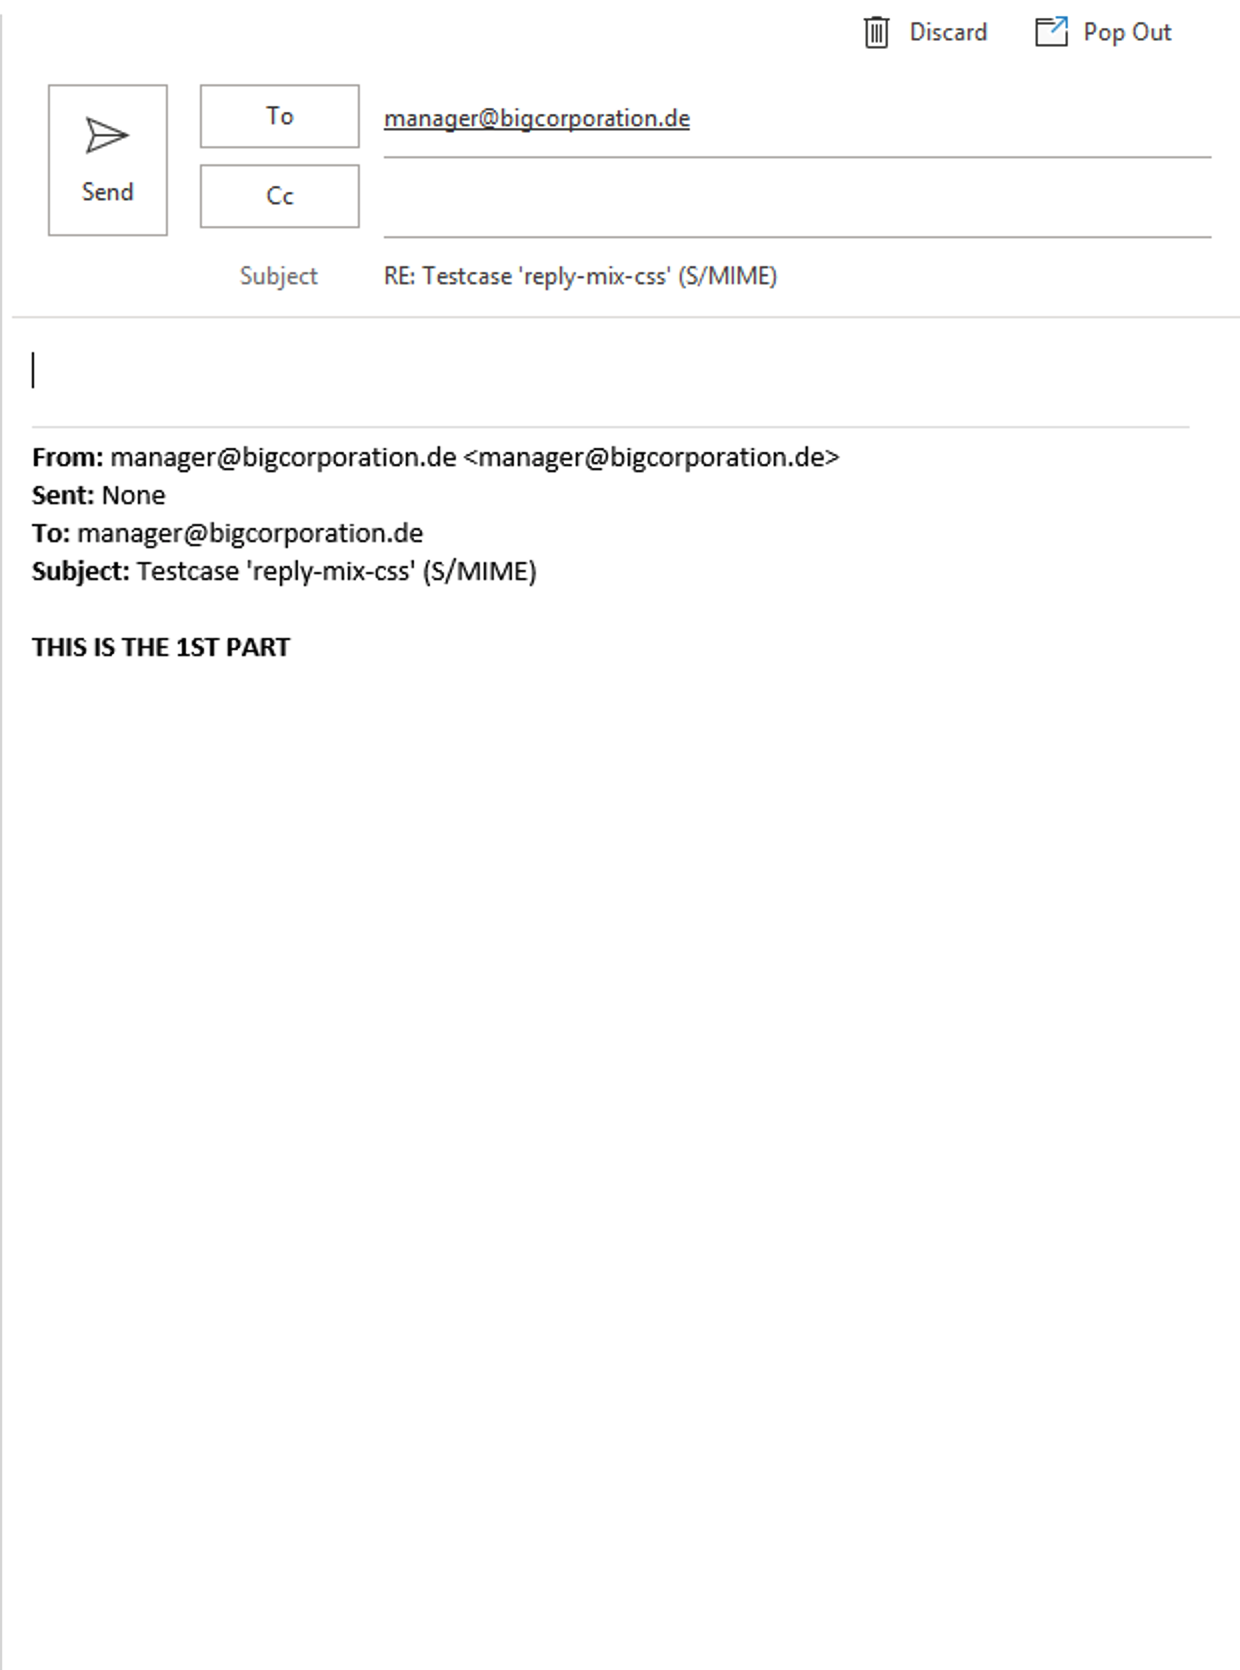 Discard Pop Out
Send
To manager@bigcorporation.de
Cc
Subject RE: Testcase 'reply-mix-css' (S/MIME)
From: manager@bigcorporation.de <manager@bigcorporation.de>
Sent: None
To: manager@bigcorporation.de
Subject: Testcase 'reply-mix-css' (S/MIME)
THIS IS THE 1ST PART